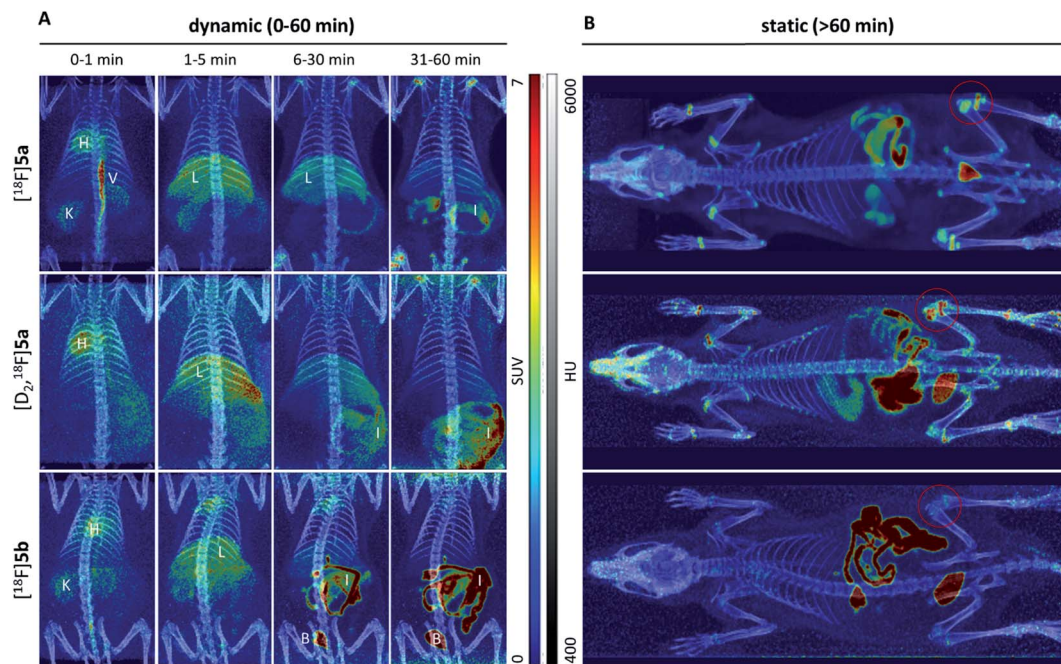 A
dynamic (0-60 min)
B
static (>60 min)
0-1 min
1-5 min
6-30 min
31-60 min
[¹⁸F]5a
H
V
K
L
L
I
7
SUV
0
6000
HU
400
[D₂,¹⁸F]5a
H
L
I
I
[¹⁸F]5b
H
K
L
I
B
I
B